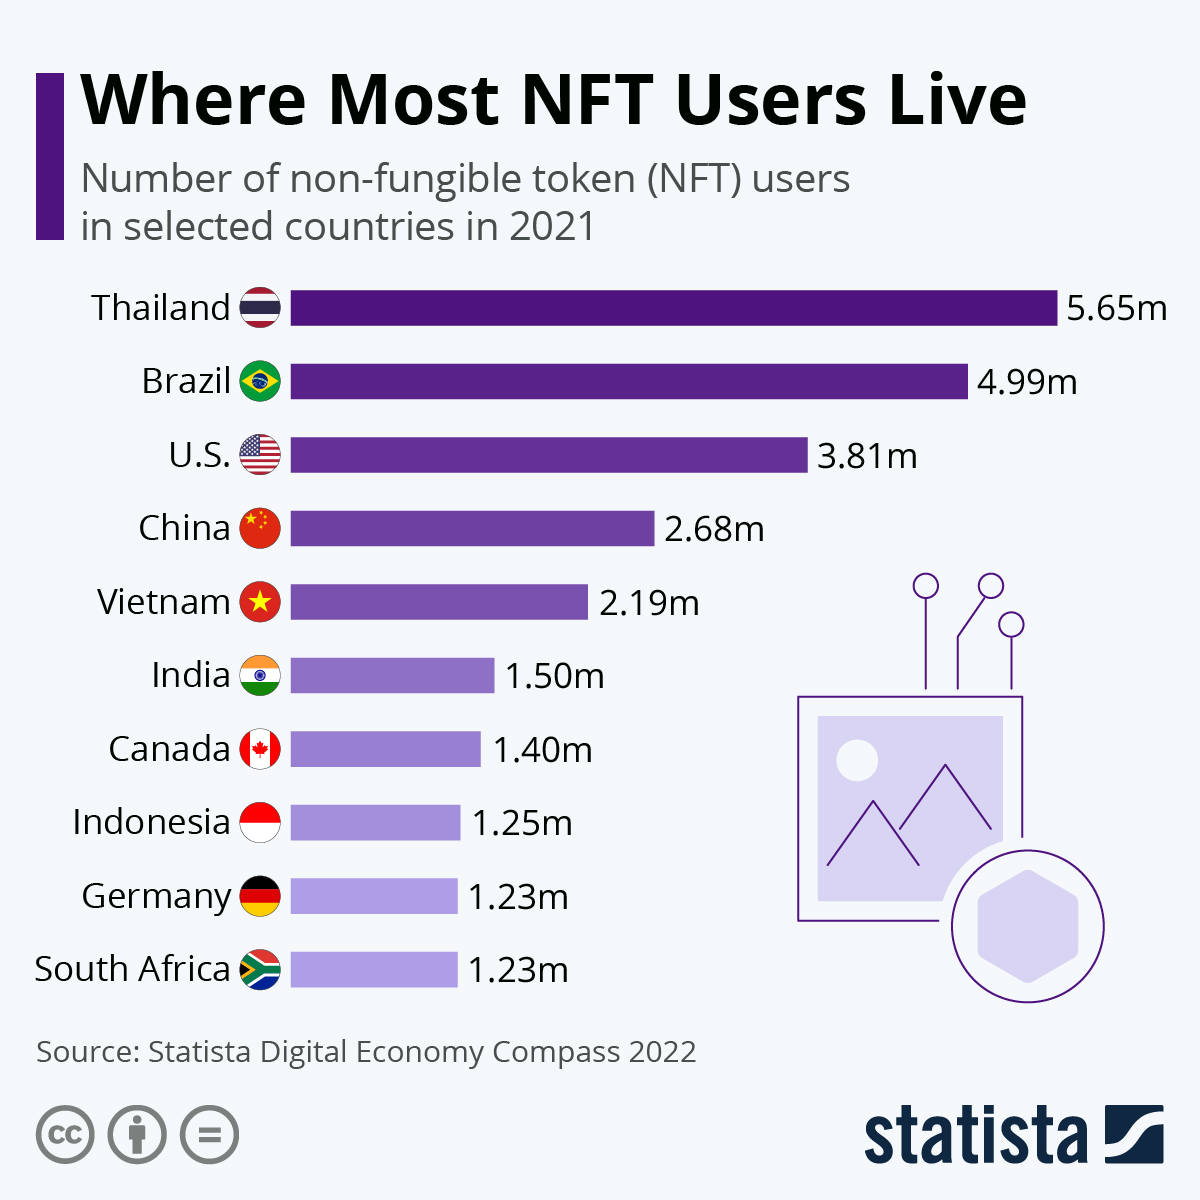 Where Most NFT Users Live
Number of non-fungible token (NFT) users
in selected countries in 2021
Thailand 5.65m
Brazil 4.99m
U.S. 3.81m
China 2.68m
Vietnam 2.19m
India 1.50m
Canada 1.40m
Indonesia 1.25m
Germany 1.23m
South Africa 1.23m
Source: Statista Digital Economy Compass 2022
cc
statista